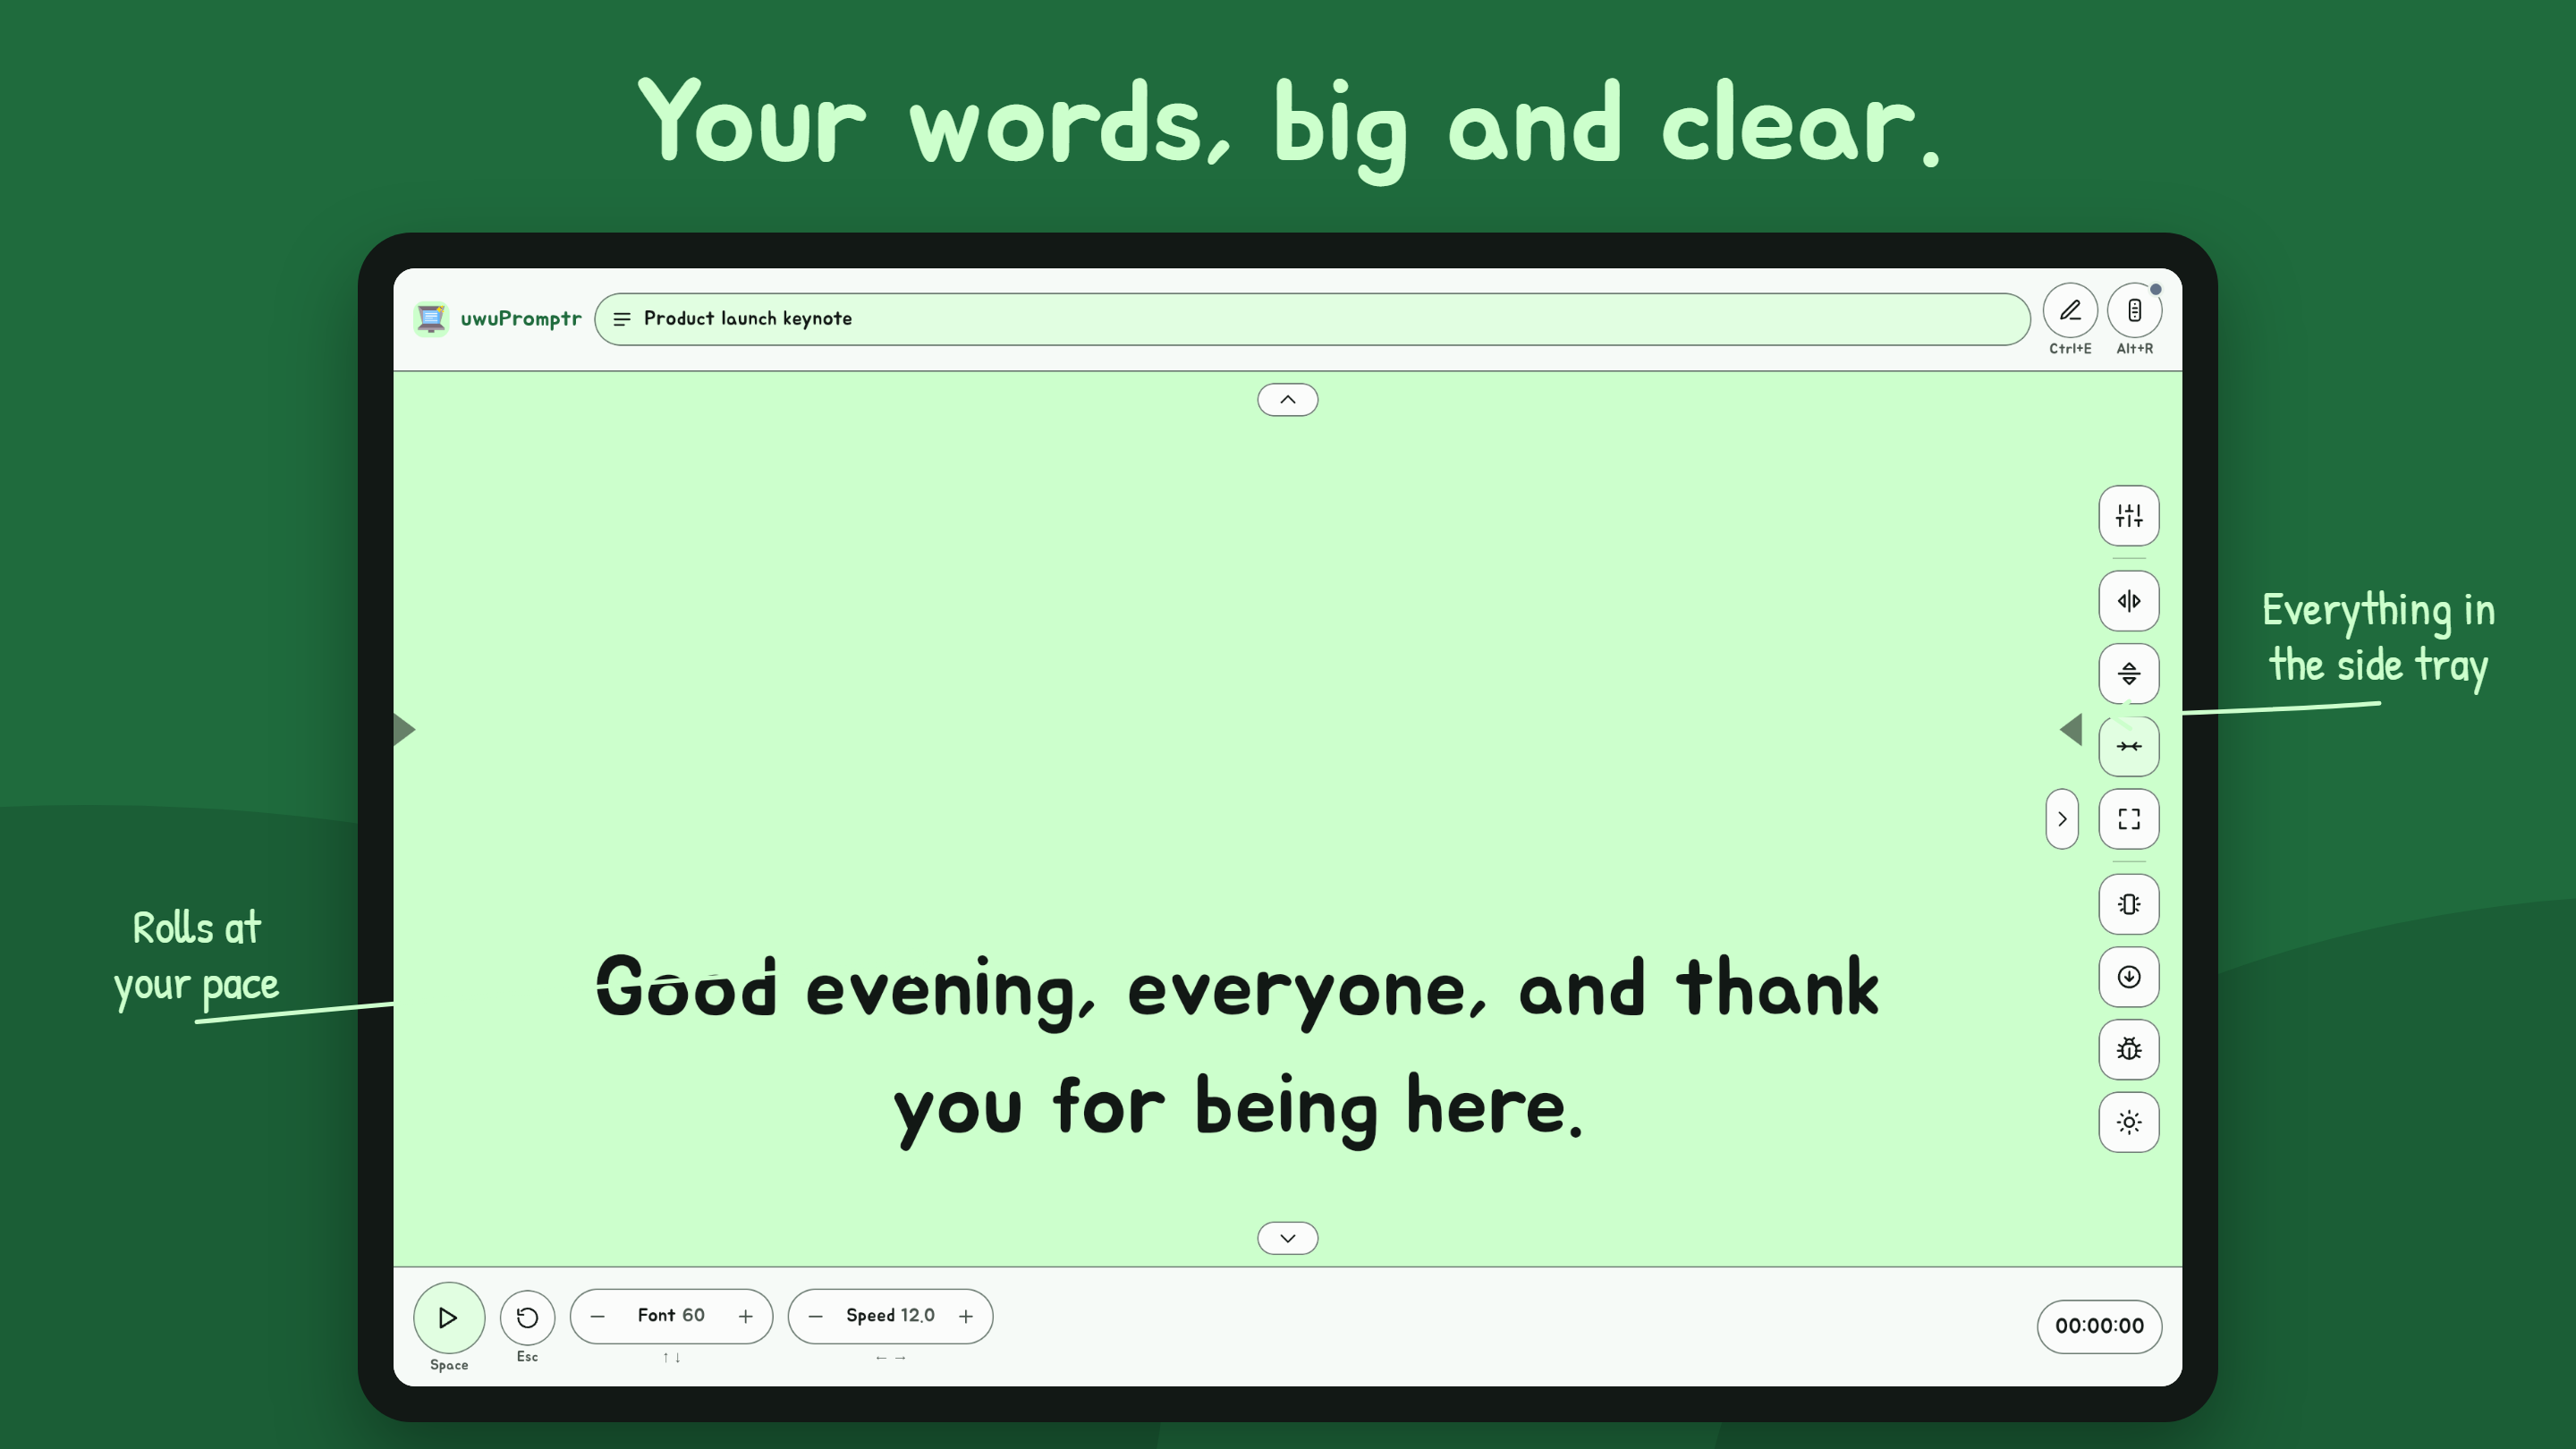 Your words, big and clear.
uwuPromptr
Product launch keynote
Ctrl+E
Alt+R
Everything in
the side tray
Rolls at
your pace
Good evening, everyone, and thank
you for being here.
Font 60
Speed 12.0
00:00:00
Space
Esc
↑ ↓
← →